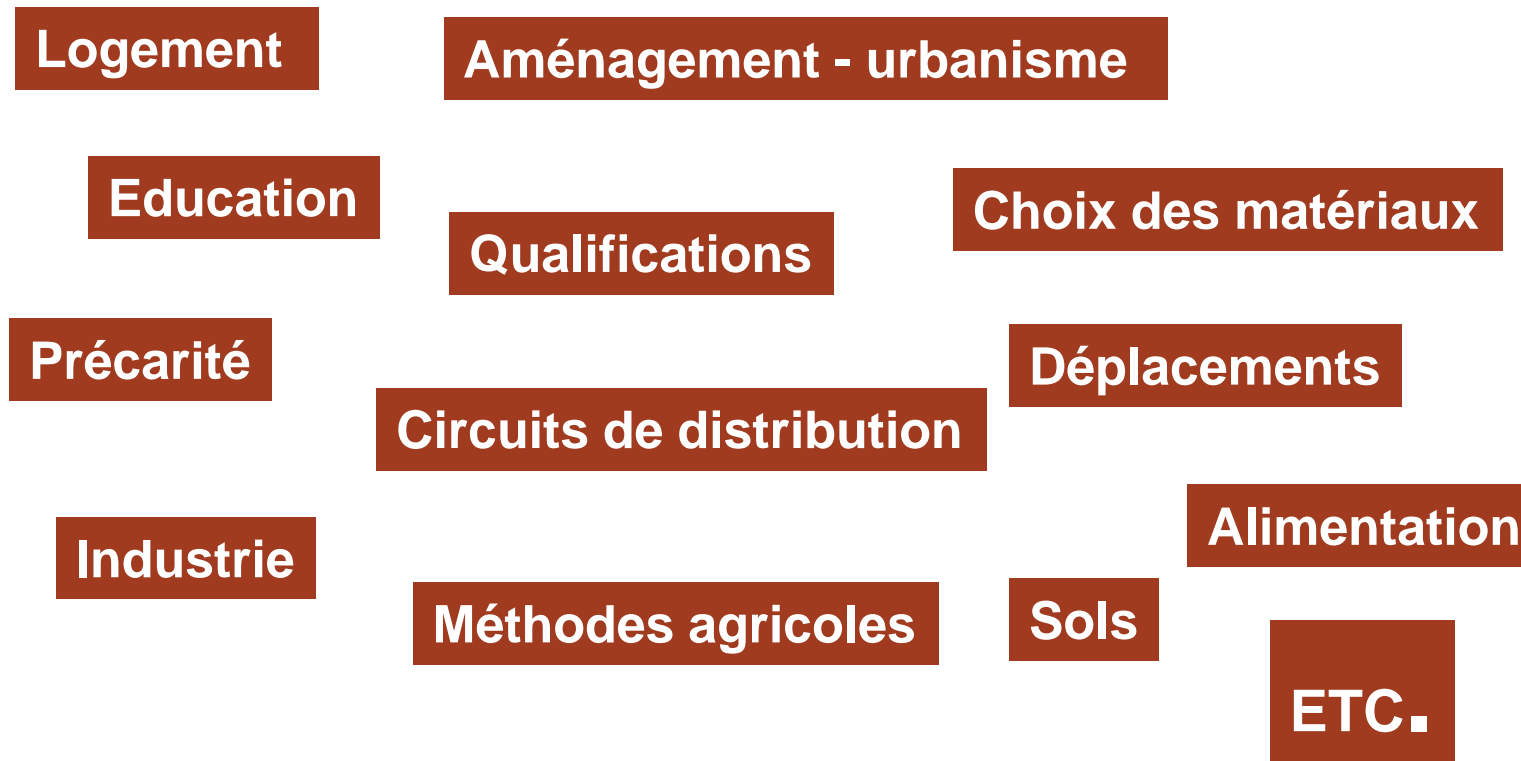 Logement
Aménagement - urbanisme
Education
Choix des matériaux
Qualifications
Précarité
Déplacements
Circuits de distribution
Alimentation
Industrie
Méthodes agricoles
Sols
ETC.